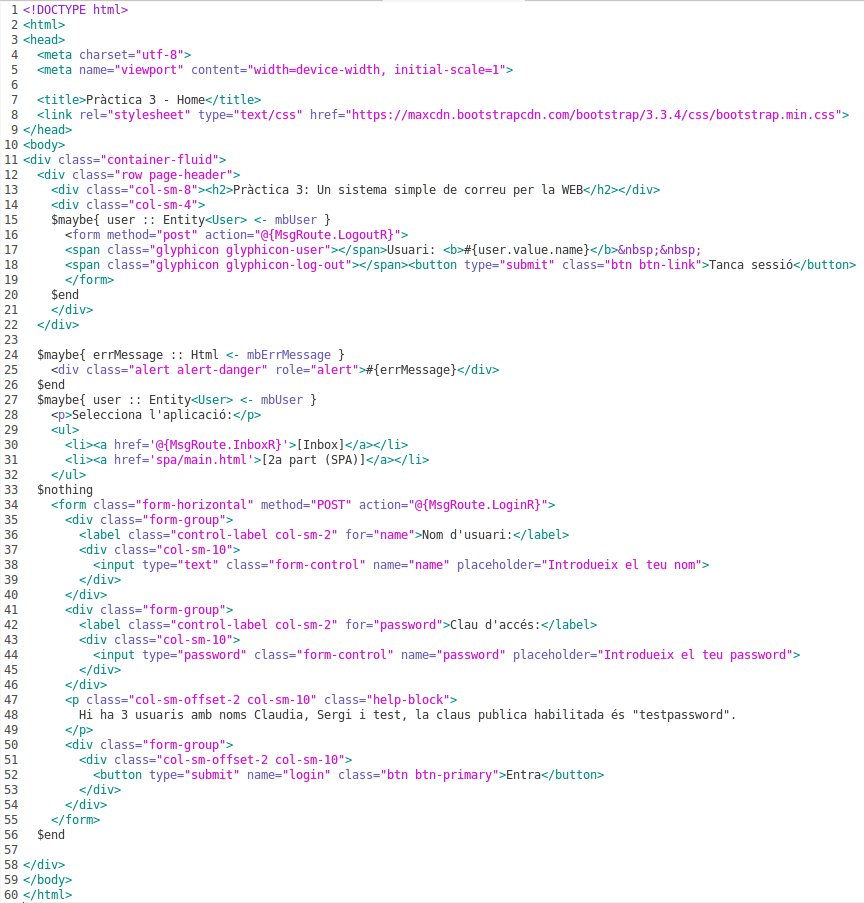 1 <!DOCTYPE html>
2 <html>
3 <head>
4   <meta charset="utf-8">
5   <meta name="viewport" content="width=device-width, initial-scale=1">
6
7   <title>Pràctica 3 - Home</title>
8   <link rel="stylesheet" type="text/css" href="https://maxcdn.bootstrapcdn.com/bootstrap/3.3.4/css/bootstrap.min.css">
9 </head>
10 <body>
11 <div class="container-fluid">
12   <div class="row page-header">
13     <div class="col-sm-8"><h2>Pràctica 3: Un sistema simple de correu per la WEB</h2></div>
14     <div class="col-sm-4">
15     $maybe{ user :: Entity<User> <- mbUser }
16       <form method="post" action="@{MsgRoute.LogoutR}">
17       <span class="glyphicon glyphicon-user"></span>Usuari: <b>#{user.value.name}</b>&nbsp;&nbsp;
18       <span class="glyphicon glyphicon-log-out"></span><button type="submit" class="btn btn-link">Tanca sessió</button>
19       </form>
20     $end
21     </div>
22   </div>
23
24   $maybe{ errMessage :: Html <- mbErrMessage }
25     <div class="alert alert-danger" role="alert">#{errMessage}</div>
26   $end
27   $maybe{ user :: Entity<User> <- mbUser }
28     <p>Selecciona l'aplicació:</p>
29     <ul>
30       <li><a href='@{MsgRoute.InboxR}'>[Inbox]</a></li>
31       <li><a href='spa/main.html'>[2a part (SPA)]</a></li>
32     </ul>
33   $nothing
34     <form class="form-horizontal" method="POST" action="@{MsgRoute.LoginR}">
35       <div class="form-group">
36         <label class="control-label col-sm-2" for="name">Nom d'usuari:</label>
37         <div class="col-sm-10">
38           <input type="text" class="form-control" name="name" placeholder="Introdueix el teu nom">
39         </div>
40       </div>
41       <div class="form-group">
42         <label class="control-label col-sm-2" for="password">Clau d'accés:</label>
43         <div class="col-sm-10">
44           <input type="password" class="form-control" name="password" placeholder="Introdueix el teu password">
45         </div>
46       </div>
47       <p class="col-sm-offset-2 col-sm-10" class="help-block">
48         Hi ha 3 usuaris amb noms Claudia, Sergi i test, la claus publica habilitada és "testpassword".
49       </p>
50       <div class="form-group">
51         <div class="col-sm-offset-2 col-sm-10">
52           <button type="submit" name="login" class="btn btn-primary">Entra</button>
53         </div>
54       </div>
55     </form>
56   $end
57
58 </div>
59 </body>
60 </html>